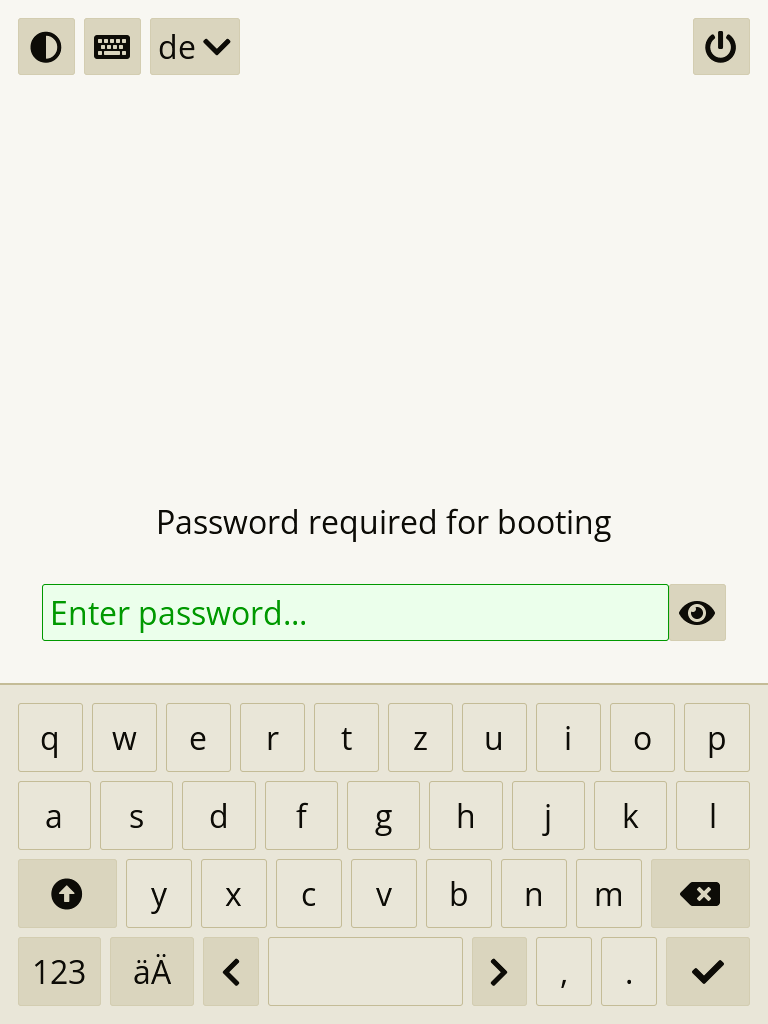 de
Password required for booting
Enter password...
q w e r t z u i o p
a s d f g h j k l
y x c v b n m
123 äÄ , .